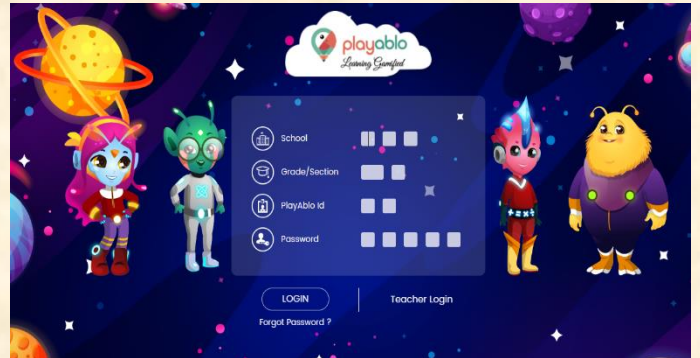 playablo
Learning Gamified
School
Grade/Section
PlayAblo Id
Password
LOGIN
Teacher Login
Forgot Password ?